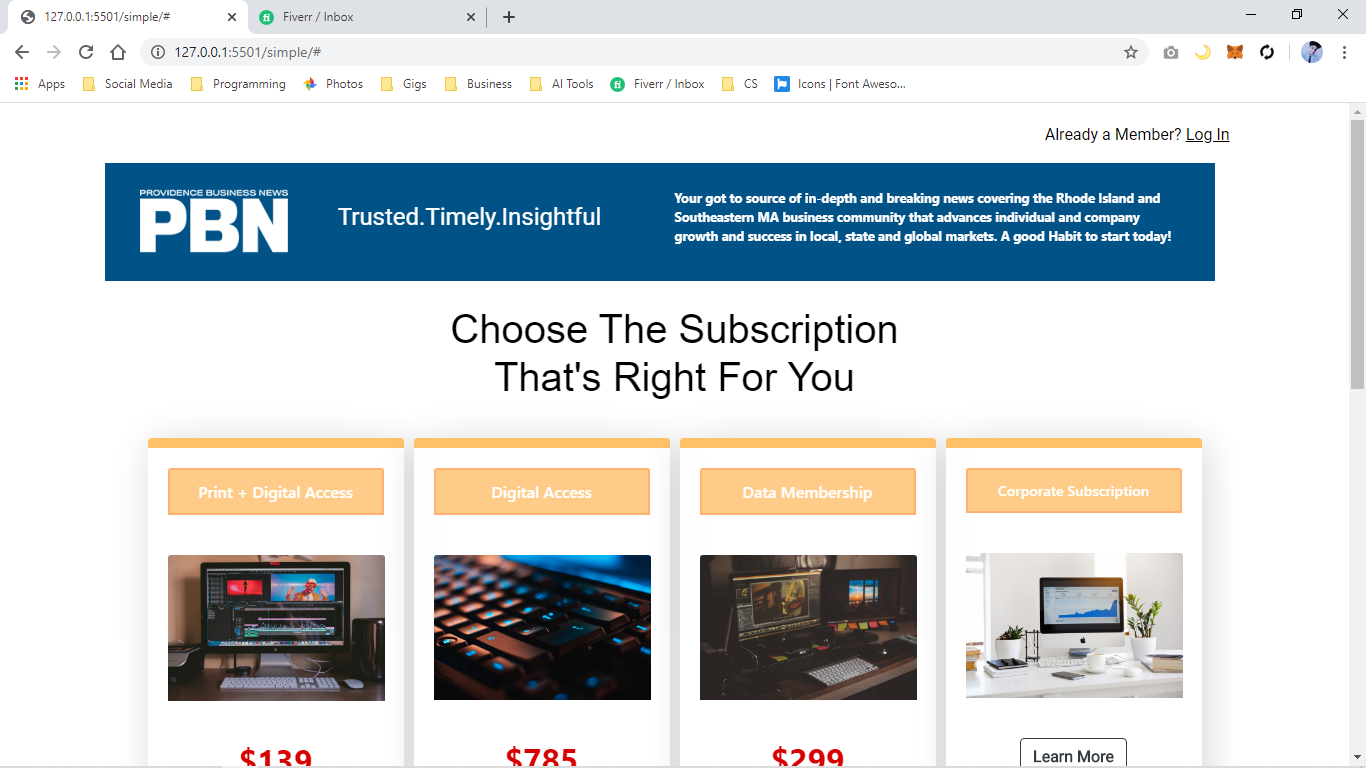 127.0.0.1:5501/simple/#
Fiverr / Inbox
127.0.0.1:5501/simple/#
Apps
Social Media
Programming
Photos
Gigs
Business
AI Tools
Fiverr / Inbox
CS
Icons | Font Aweso...
Already a Member? Log In
PROVIDENCE BUSINESS NEWS
PBN
Trusted.Timely.Insightful
Your got to source of in-depth and breaking news covering the Rhode Island and
Southeastern MA business community that advances individual and company
growth and success in local, state and global markets. A good Habit to start today!
Choose The Subscription
That's Right For You
Print + Digital Access
Digital Access
Data Membership
Corporate Subscription
$139
$785
$299
Learn More